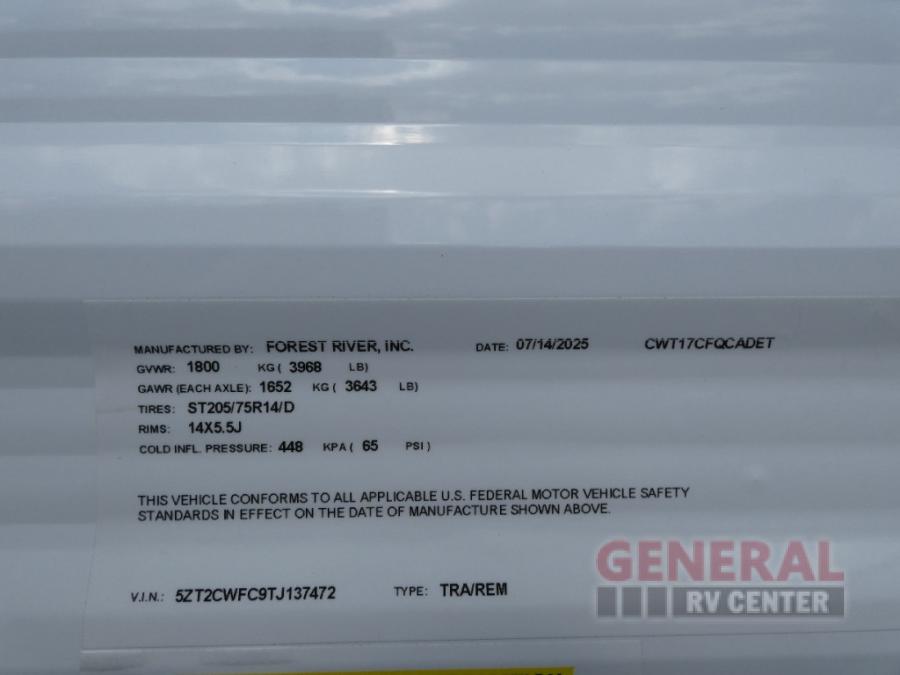 MANUFACTURED BY: FOREST RIVER, INC. DATE: 07/14/2025 CWT17CFQCADET
GVWR: 1800 KG ( 3968 LB)
GAWR (EACH AXLE): 1652 KG ( 3643 LB)
TIRES: ST205/75R14/D
RIMS: 14X5.5J
COLD INFL. PRESSURE: 448 KPA ( 65 PSI )
THIS VEHICLE CONFORMS TO ALL APPLICABLE U.S. FEDERAL MOTOR VEHICLE SAFETY
STANDARDS IN EFFECT ON THE DATE OF MANUFACTURE SHOWN ABOVE.
V.I.N.: 5ZT2CWFC9TJ137472 TYPE: TRA/REM
GENERAL
RV CENTER